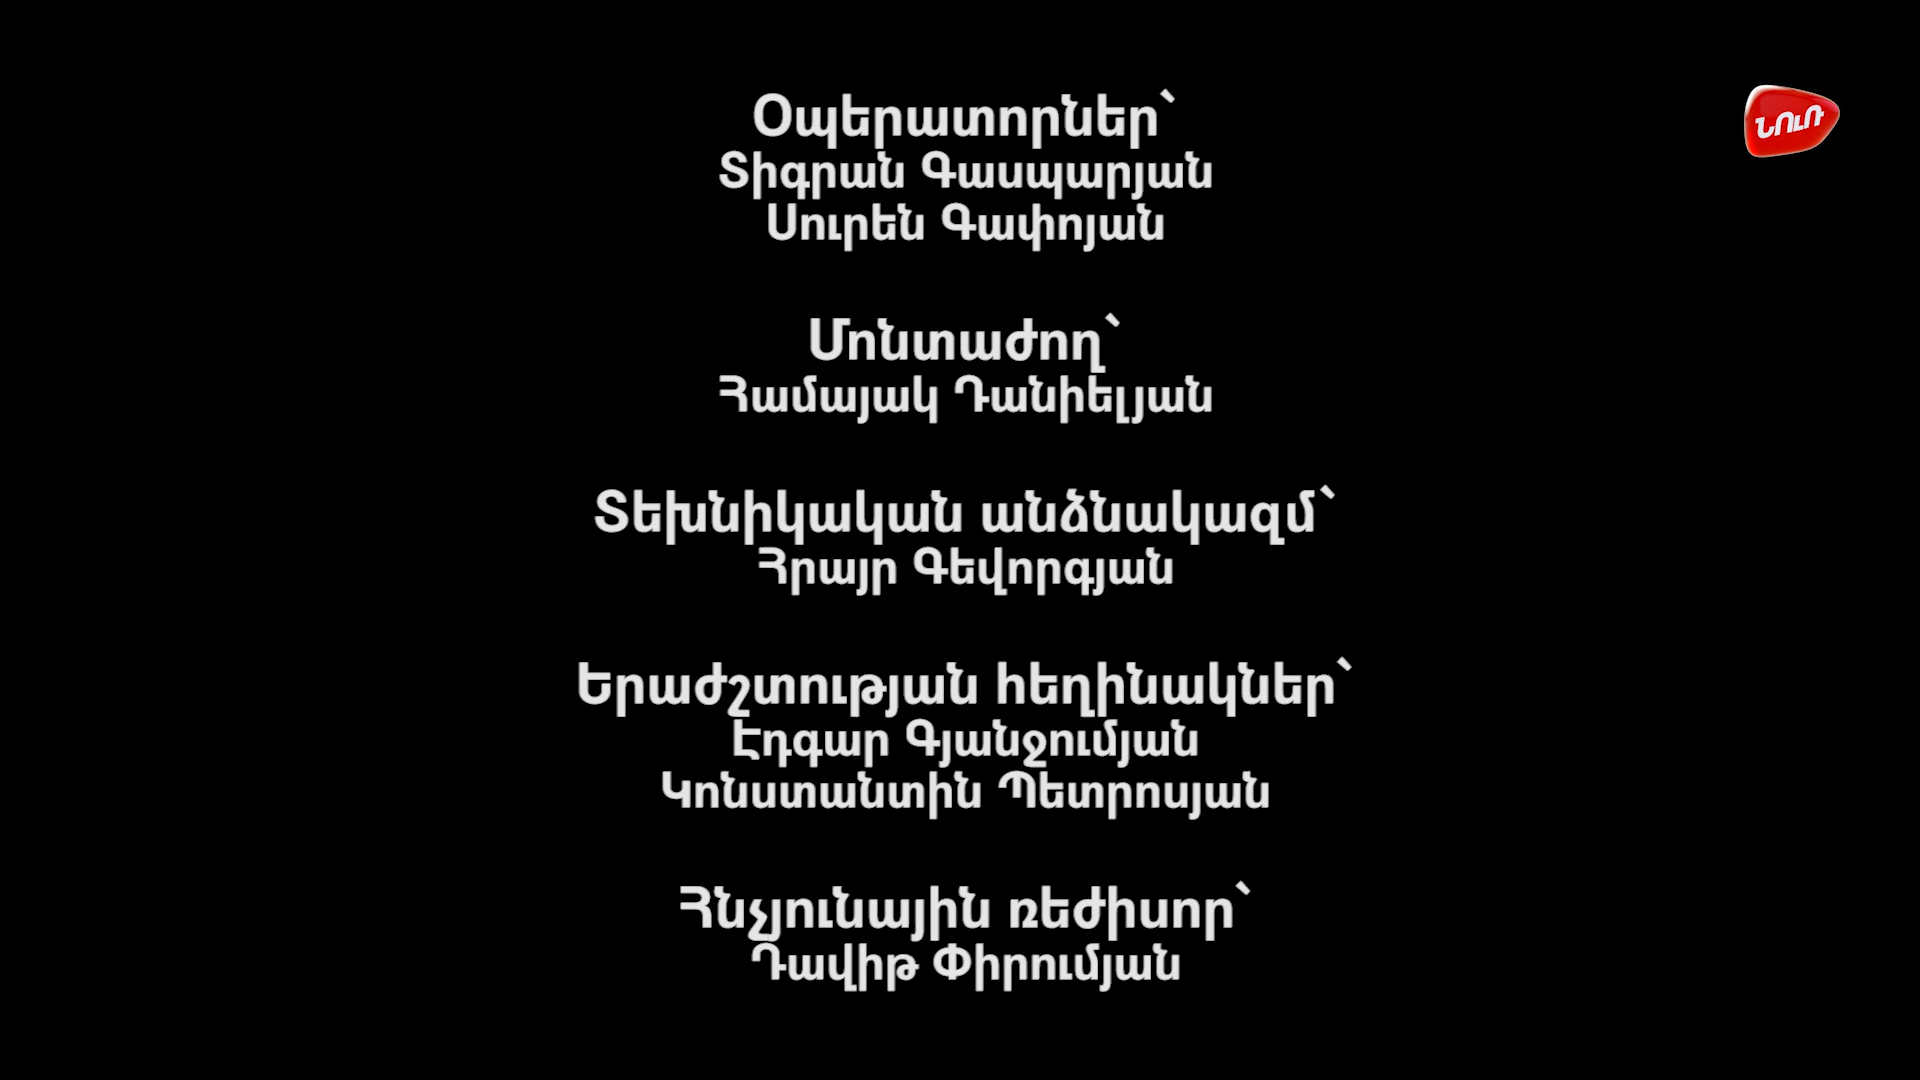 Օպերատորներ՝
Տիգրան Գասպարյան
Սուրեն Գափոյան
Մոնտաժող՝
Համայակ Դանիելյան
Տեխնիկական անձնակազմ՝
Հրայր Գեվորգյան
Երաժշտության հեղինակներ՝
Էդգար Գյանջումյան
Կոնստանտին Պետրոսյան
Հնչյունային ռեժիսոր՝
Դավիթ Փիրումյան
ՆՈւՌ